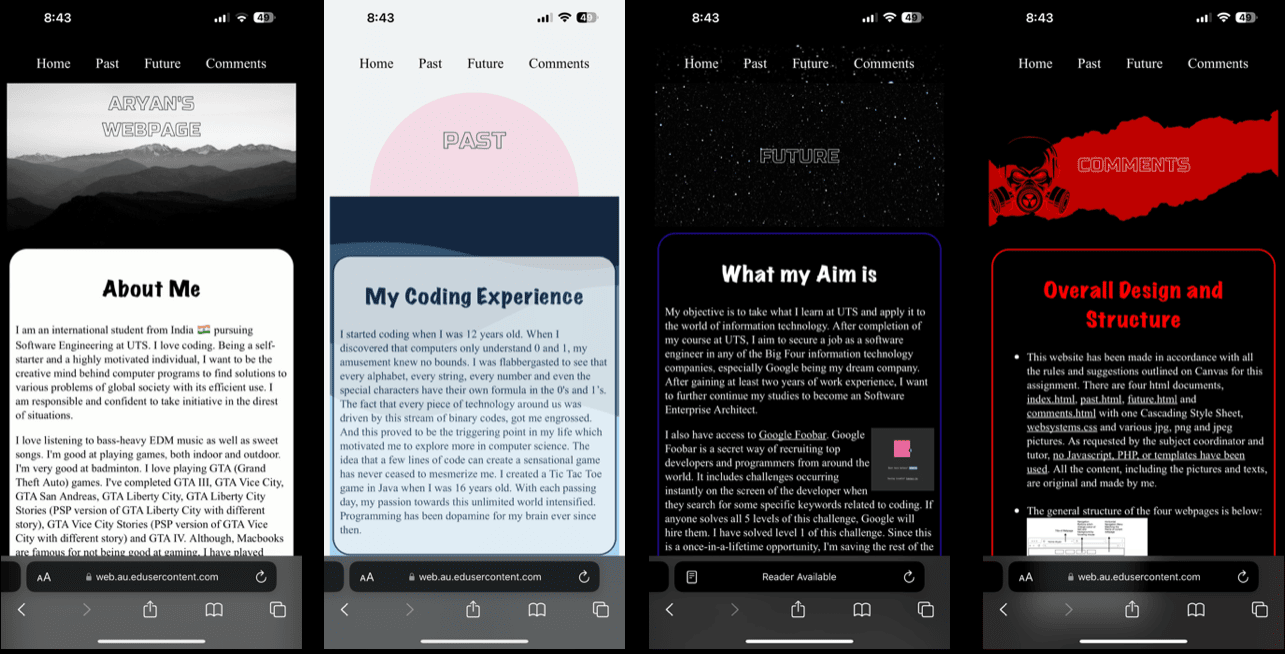 8:43
49
Home Past Future Comments
ARYAN'S
WEBPAGE
About Me
I am an international student from India 🇮🇳 pursuing
Software Engineering at UTS. I love coding. Being a self-
starter and a highly motivated individual, I want to be the
creative mind behind computer programs to find solutions to
various problems of global society with its efficient use. I
am responsible and confident to take initiative in the direst
of situations.
I love listening to bass-heavy EDM music as well as sweet
songs. I'm good at playing games, both indoor and outdoor.
I'm very good at badminton. I love playing GTA (Grand
Theft Auto) games. I've completed GTA III, GTA Vice City,
GTA San Andreas, GTA Liberty City, GTA Liberty City
Stories (PSP version of GTA Liberty City with different
story), GTA Vice City Stories (PSP version of GTA Vice
City with different story) and GTA IV. Although, Macbooks
are famous for not being good at gaming, I have played
AA web.au.edusercontent.com
8:43
49
Home Past Future Comments
PAST
My Coding Experience
I started coding when I was 12 years old. When I
discovered that computers only understand 0 and 1, my
amusement knew no bounds. I was flabbergasted to see that
every alphabet, every string, every number and even the
special characters have their own formula in the 0's and 1's.
The fact that every piece of technology around us was
driven by this stream of binary codes, got me engrossed.
And this proved to be the triggering point in my life which
motivated me to explore more in computer science. The
idea that a few lines of code can create a sensational game
has never ceased to mesmerize me. I created a Tic Tac Toe
game in Java when I was 16 years old. With each passing
day, my passion towards this unlimited world intensified.
Programming has been dopamine for my brain ever since
then.
AA web.au.edusercontent.com
8:43
49
Home Past Future Comments
FUTURE
What my Aim is
My objective is to take what I learn at UTS and apply it to
the world of information technology. After completion of
my course at UTS, I aim to secure a job as a software
engineer in any of the Big Four information technology
companies, especially Google being my dream company.
After gaining at least two years of work experience, I want
to further continue my studies to become an Software
Enterprise Architect.
I also have access to Google Foobar. Google
Foobar is a secret way of recruiting top
developers and programmers from around the
world. It includes challenges occurring
instantly on the screen of the developer when
they search for some specific keywords related to coding. If
anyone solves all 5 levels of this challenge, Google will
hire them. I have solved level 1 of this challenge. Since this
is a once-in-a-lifetime opportunity, I'm saving the rest of the
Reader Available
8:43
49
Home Past Future Comments
COMMENTS
Overall Design and
Structure
• This website has been made in accordance with all
the rules and suggestions outlined on Canvas for this
assignment. There are four html documents,
index.html, past.html, future.html and
comments.html with one Cascading Style Sheet,
websystems.css and various jpg, png and jpeg
pictures. As requested by the subject coordinator and
tutor, no Javascript, PHP, or templates have been
used. All the content, including the pictures and texts,
are original and made by me.
• The general structure of the four webpages is below:
AA web.au.edusercontent.com